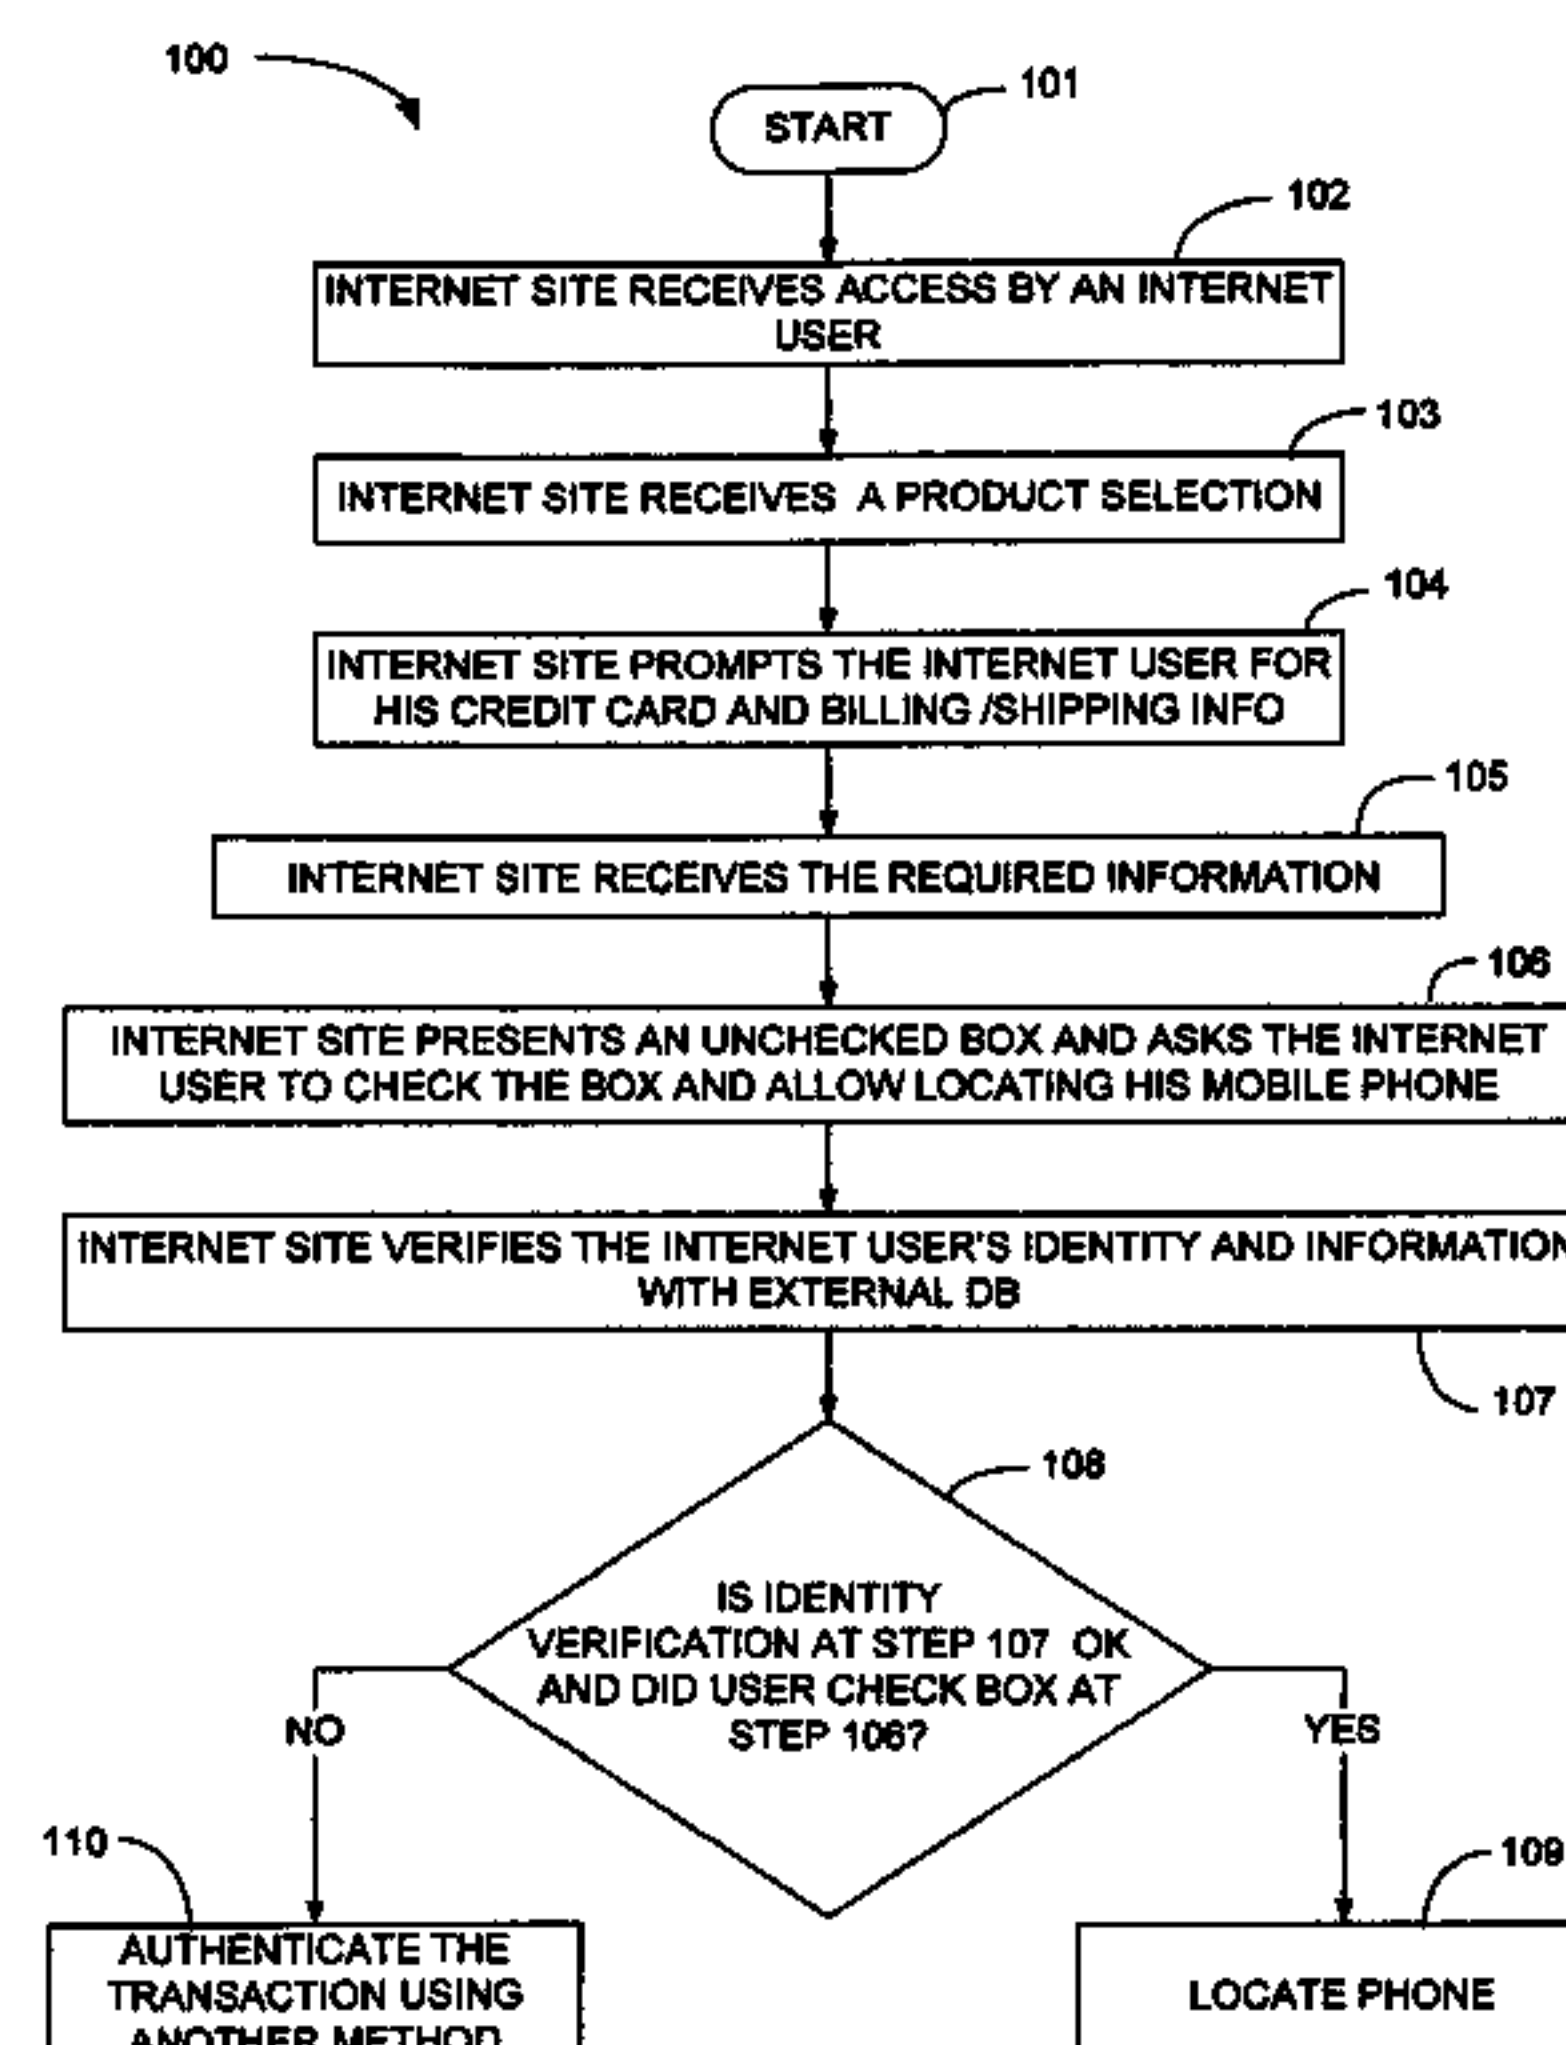 100
101
START
102
INTERNET SITE RECEIVES ACCESS BY AN INTERNET
USER
103
INTERNET SITE RECEIVES A PRODUCT SELECTION
104
INTERNET SITE PROMPTS THE INTERNET USER FOR
HIS CREDIT CARD AND BILLING /SHIPPING INFO
105
INTERNET SITE RECEIVES THE REQUIRED INFORMATION
106
INTERNET SITE PRESENTS AN UNCHECKED BOX AND ASKS THE INTERNET
USER TO CHECK THE BOX AND ALLOW LOCATING HIS MOBILE PHONE
INTERNET SITE VERIFIES THE INTERNET USER'S IDENTITY AND INFORMATION
WITH EXTERNAL DB
107
108
IS IDENTITY
VERIFICATION AT STEP 107 OK
AND DID USER CHECK BOX AT
STEP 106?
NO
YES
110
109
AUTHENTICATE THE
TRANSACTION USING
ANOTHER METHOD
LOCATE PHONE